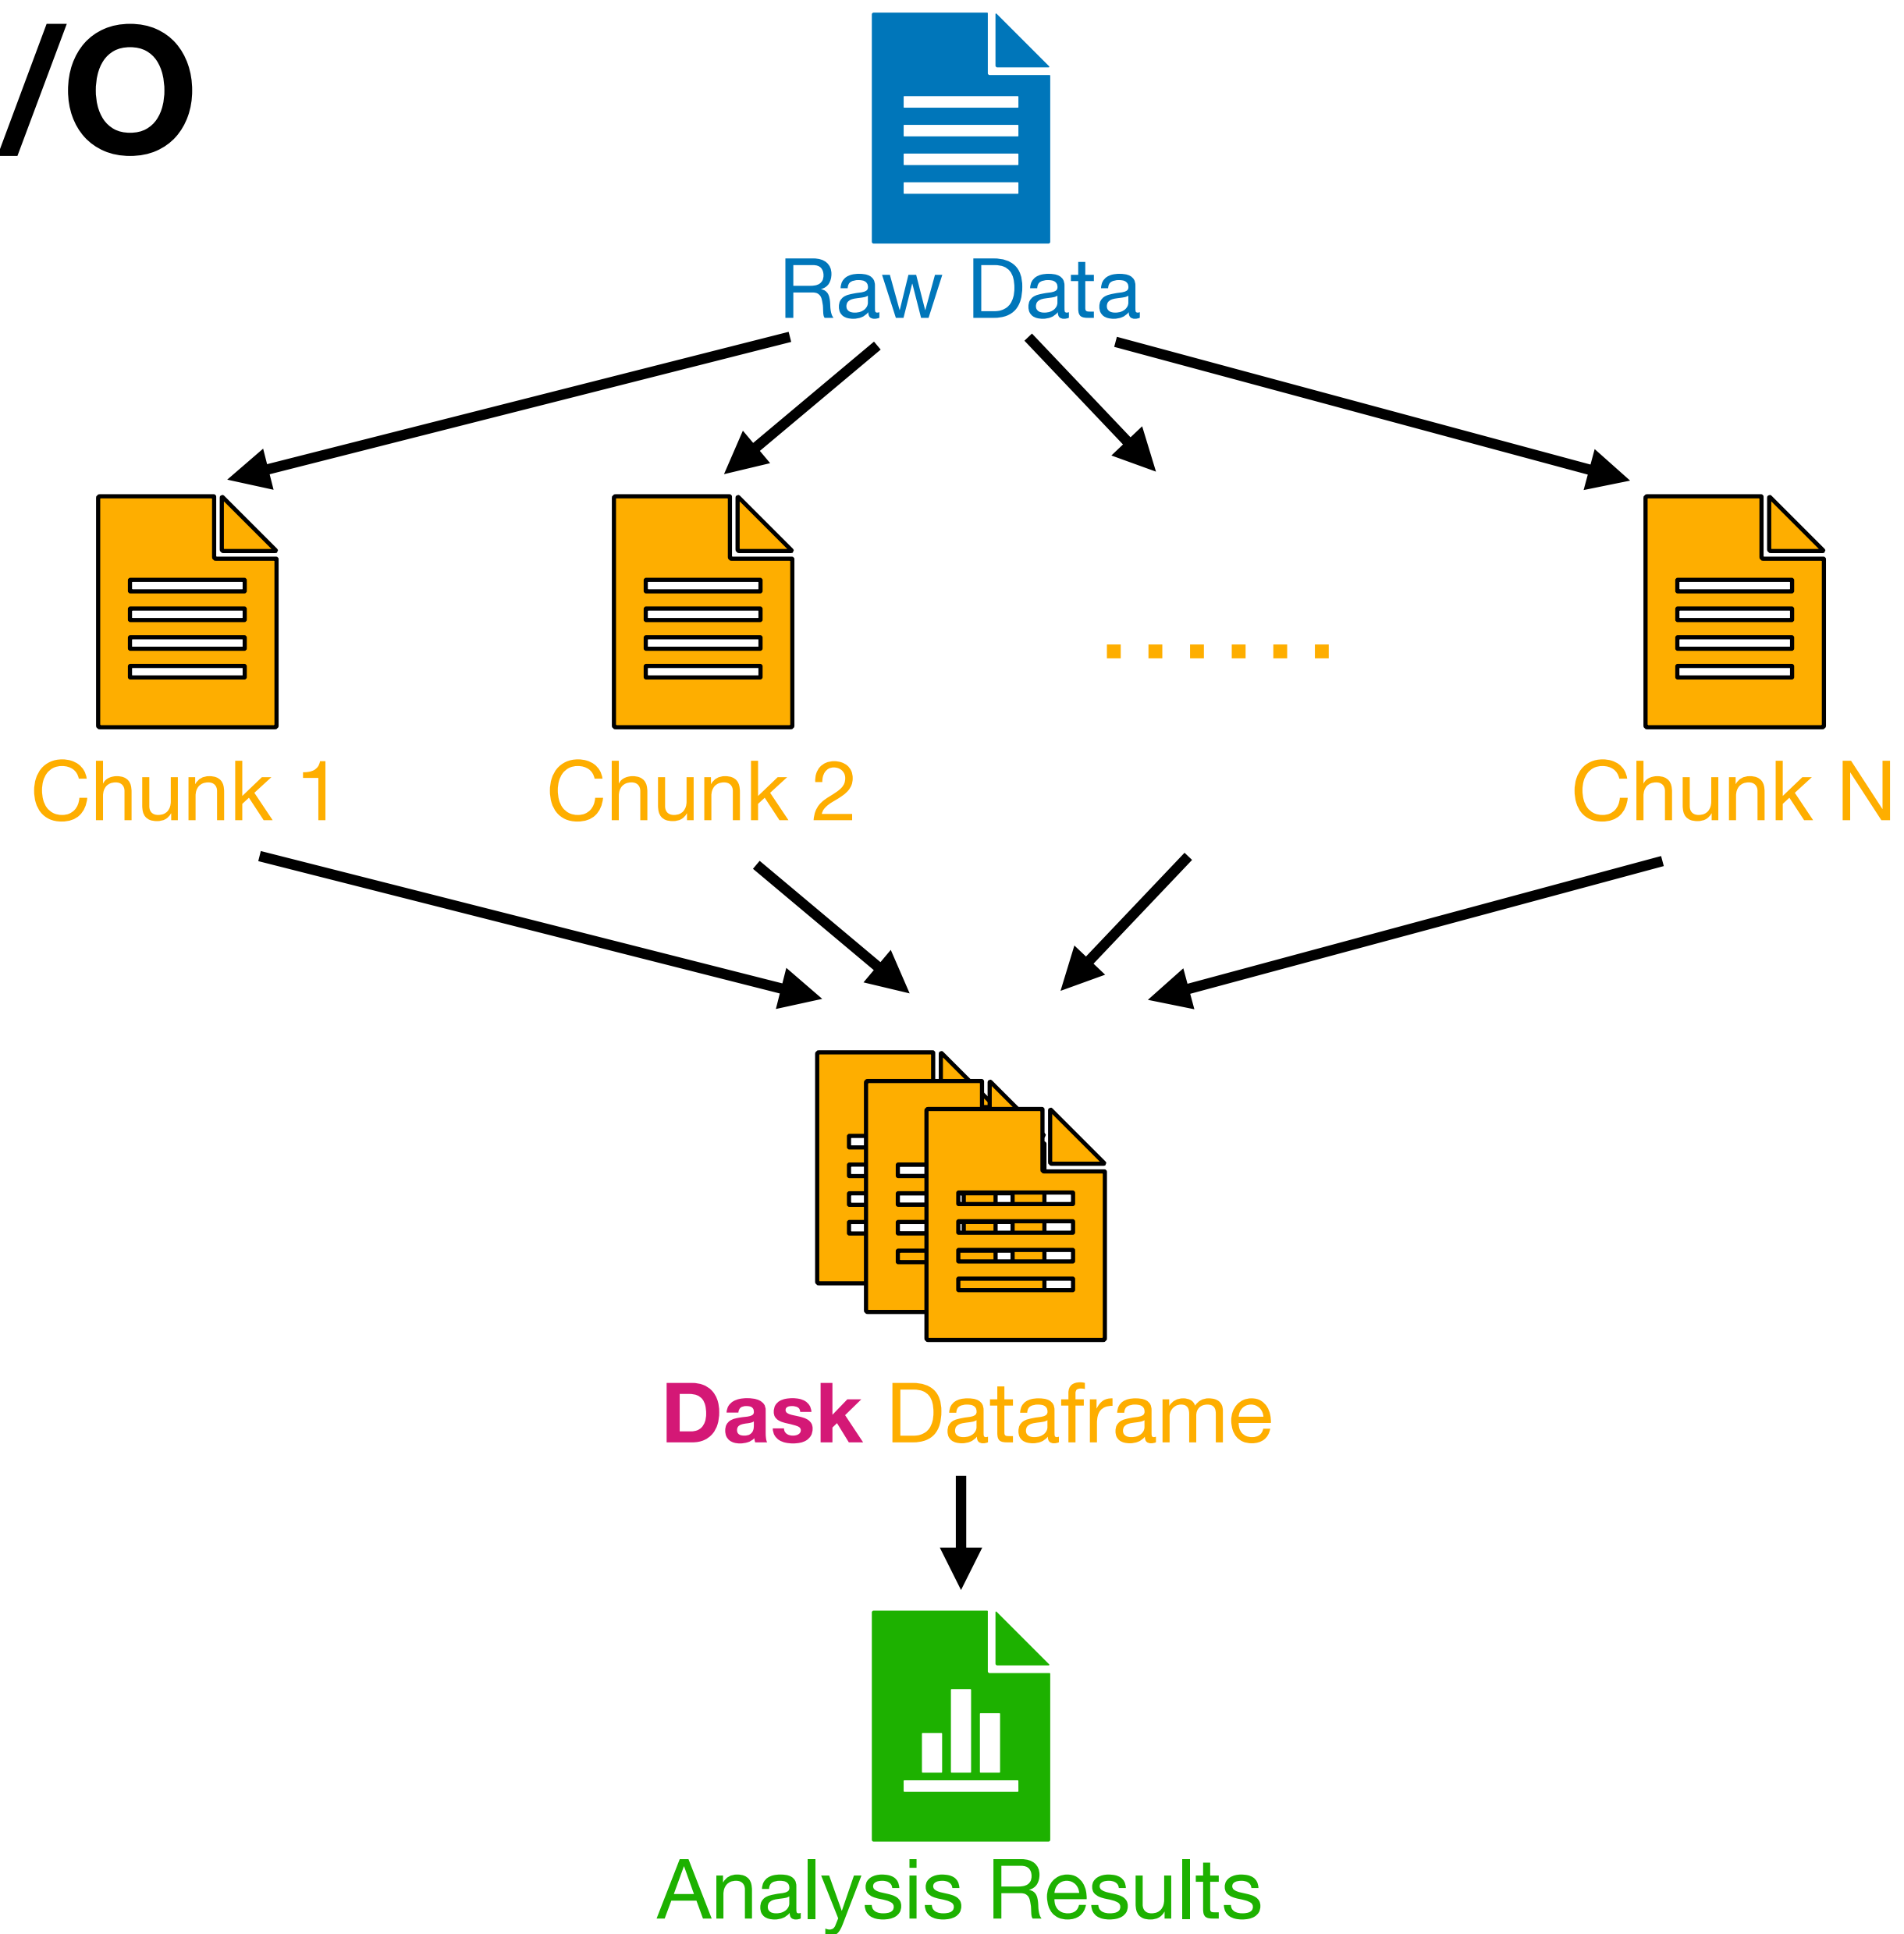 /O
Raw Data
......
Chunk 1
Chunk 2
Chunk N
Dask Dataframe
Analysis Results